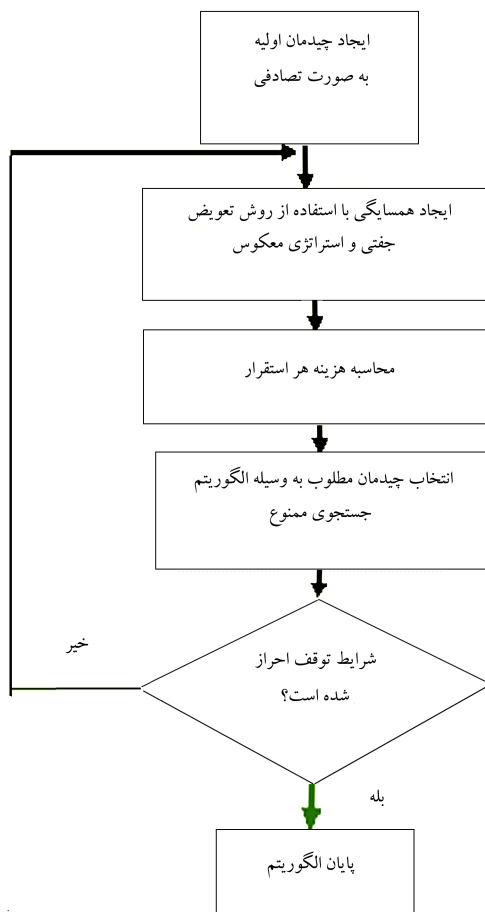 ایجاد چیدمان اولیه
به صورت تصادفی
ایجاد همسایگی با استفاده از روش تعویض
جفتی و استراتژی معکوس
محاسبه هزینه هر استقرار
انتخاب چیدمان مطلوب به وسیله الگوریتم
جستجوی ممنوع
شرایط توقف احراز
شده است؟
خیر
بله
پایان الگوریتم